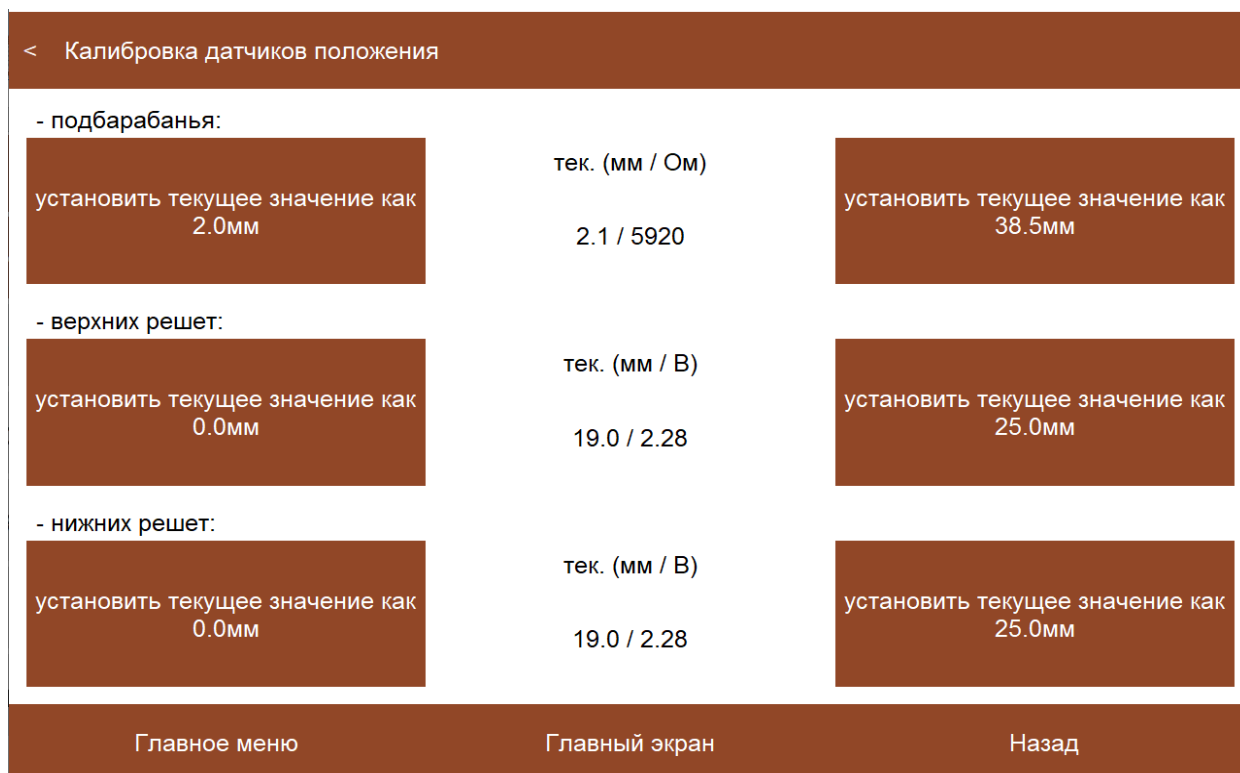 < Калибровка датчиков положения
- подбарабанья:
установить текущее значение как
2.0мм
тек. (мм / Ом)
2.1 / 5920
установить текущее значение как
38.5мм
- верхних решет:
установить текущее значение как
0.0мм
тек. (мм / В)
19.0 / 2.28
установить текущее значение как
25.0мм
- нижних решет:
установить текущее значение как
0.0мм
тек. (мм / В)
19.0 / 2.28
установить текущее значение как
25.0мм
Главное меню
Главный экран
Назад